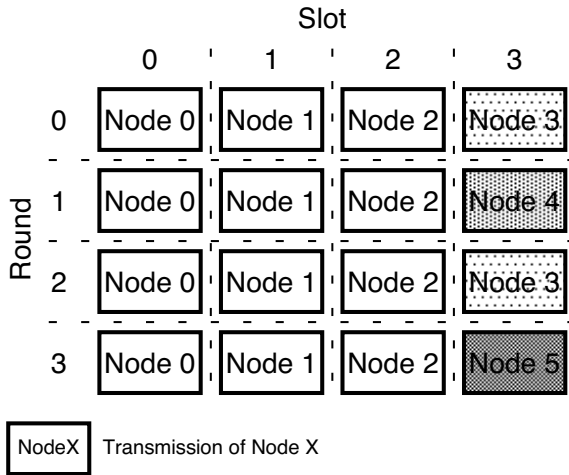 Slot
0 1 2 3
Round
0 Node 0 Node 1 Node 2 Node 3
1 Node 0 Node 1 Node 2 Node 4
2 Node 0 Node 1 Node 2 Node 3
3 Node 0 Node 1 Node 2 Node 5
NodeX Transmission of Node X